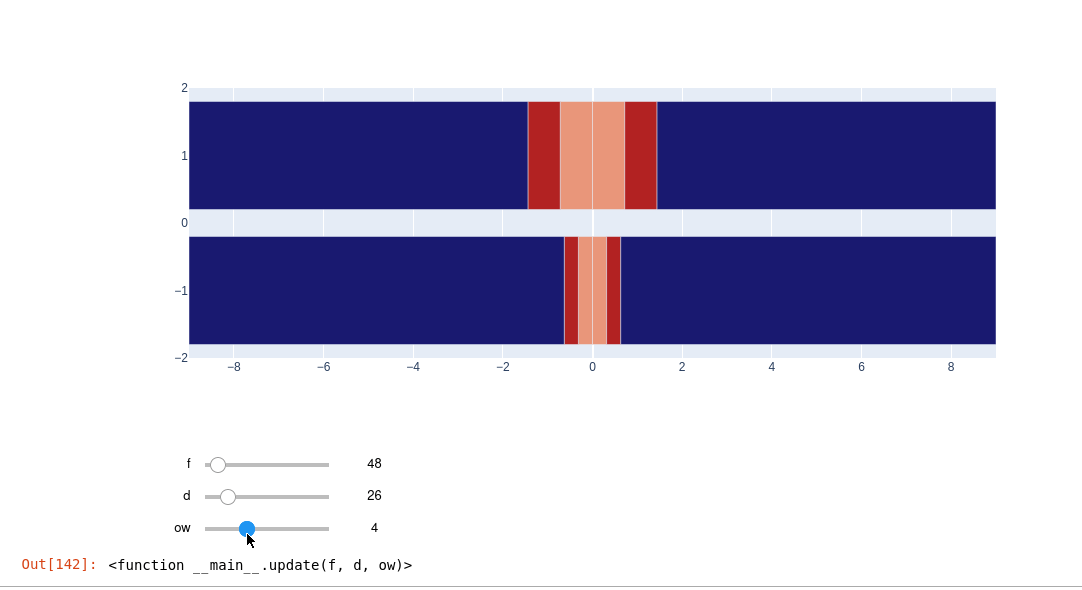 2
1
0
−1
−2
−8 −6 −4 −2 0 2 4 6 8
f 48
d 26
ow 4
Out[142]: <function __main__.update(f, d, ow)>